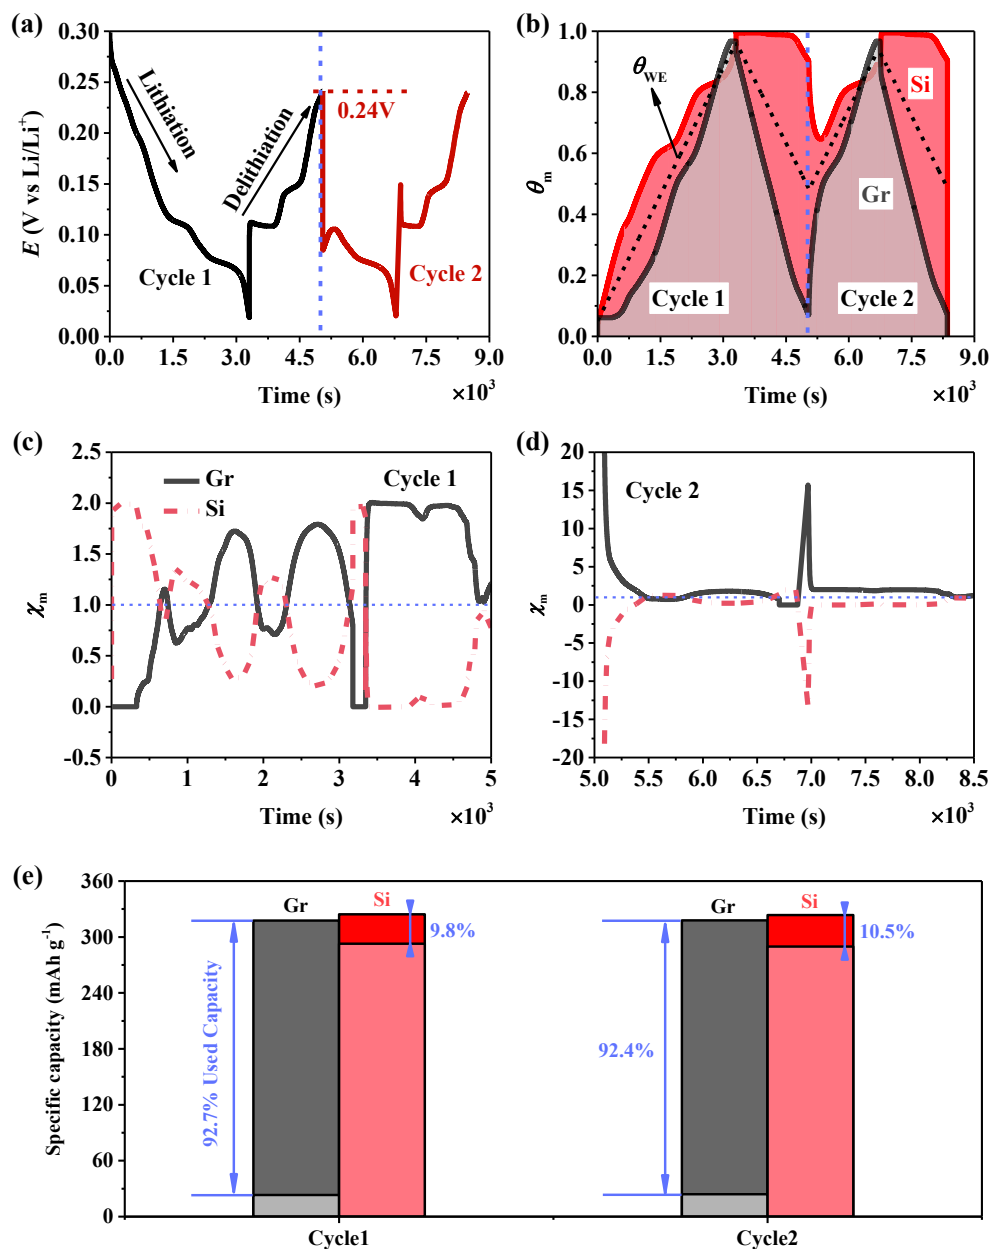 (a)
0.30
0.25
0.20
0.15
0.10
0.05
0.00
E (V vs Li/Li⁺)
Lithiation
Delithiation
0.24V
Cycle 1
Cycle 2
0.0 1.5 3.0 4.5 6.0 7.5 9.0
Time (s) ×10³
(b)
1.0
0.8
0.6
0.4
0.2
0.0
θm
θWE
Si
Gr
Cycle 1
Cycle 2
0.0 1.5 3.0 4.5 6.0 7.5 9.0
Time (s) ×10³
(c)
2.5
2.0
1.5
1.0
0.5
0.0
-0.5
χm
Gr
Si
Cycle 1
0 1 2 3 4 5
Time (s) ×10³
(d)
20
15
10
5
0
-5
-10
-15
-20
χm
Cycle 2
5.0 5.5 6.0 6.5 7.0 7.5 8.0 8.5
Time (s) ×10³
(e)
360
300
240
180
120
60
0
Specific capacity (mAh g⁻¹)
92.7% Used Capacity
Gr
Si
9.8%
92.4%
Gr
Si
10.5%
Cycle1 Cycle2